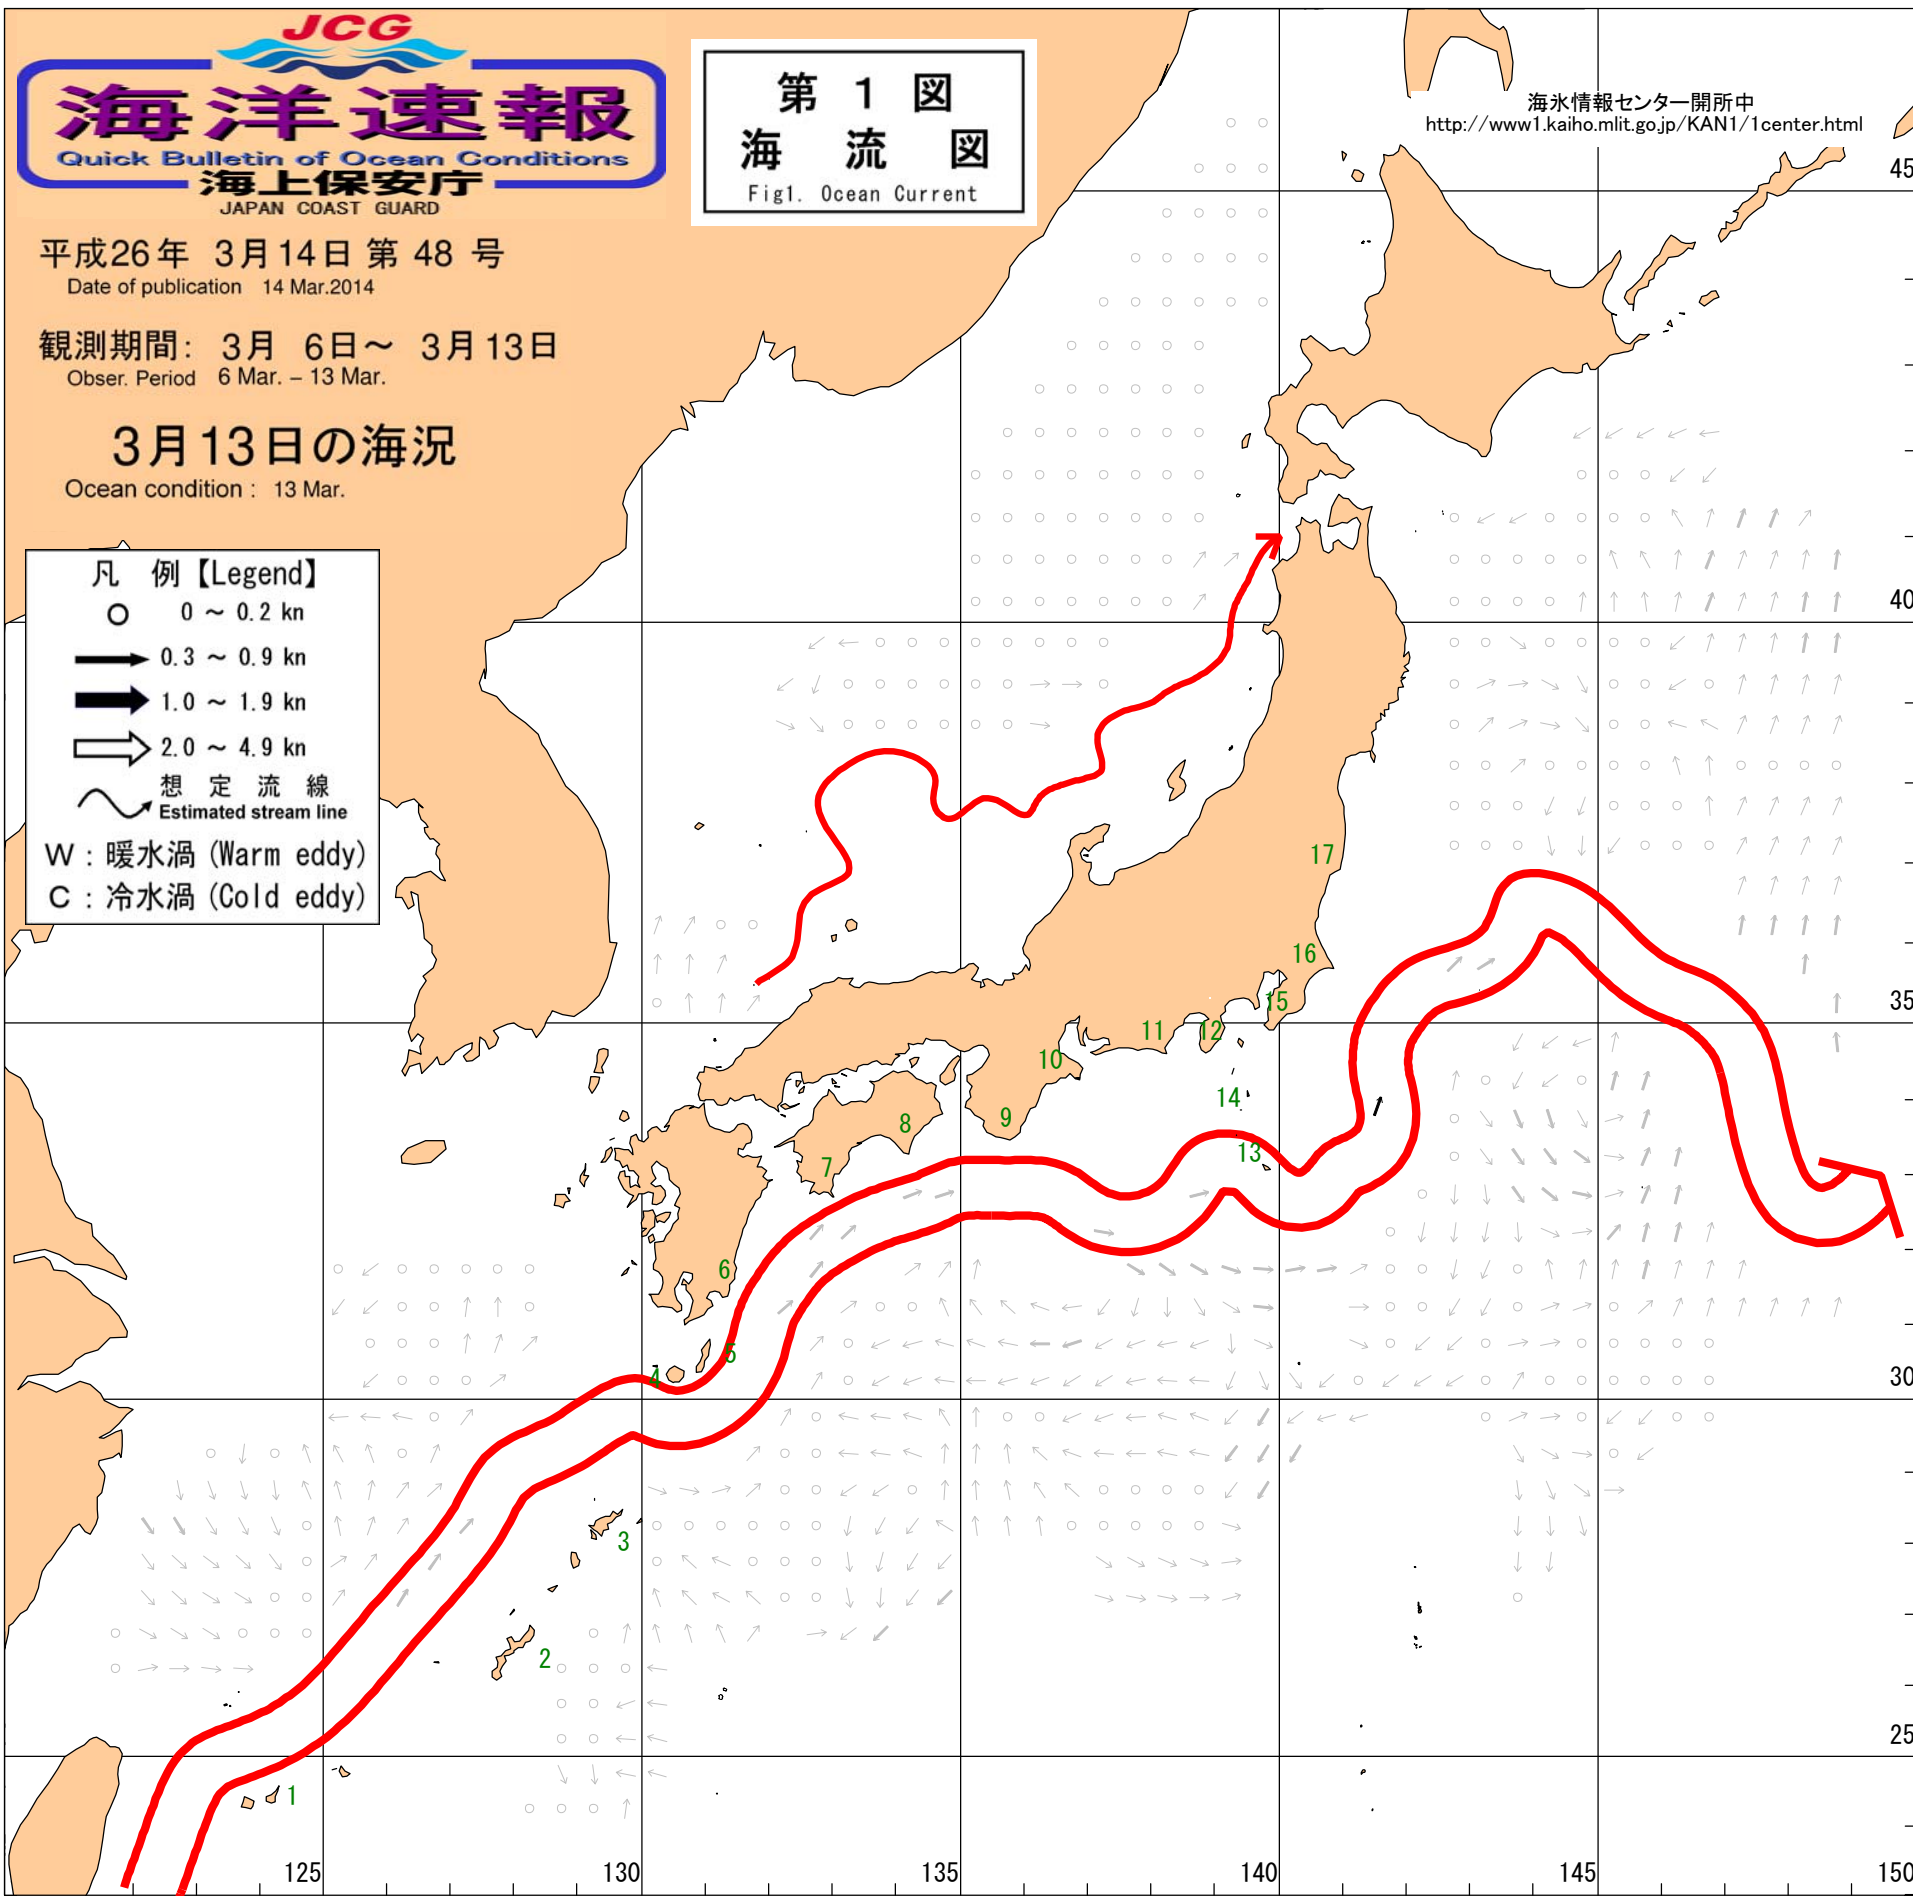 JCG
海洋速報
Quick Bulletin of Ocean Conditions
海上保安庁
JAPAN COAST GUARD
第 1 図
海 流 図
Fig1. Ocean Current
海氷情報センター開所中
http://www1.kaiho.mlit.go.jp/KAN1/1center.html
平成26年 3月14日 第 48 号
Date of publication 14 Mar.2014
観測期間: 3月 6日～ 3月13日
Obser. Period 6 Mar. – 13 Mar.
3月13日の海況
Ocean condition : 13 Mar.
凡 例【Legend】
0 ～ 0.2 kn
0.3 ～ 0.9 kn
1.0 ～ 1.9 kn
2.0 ～ 4.9 kn
想 定 流 線
Estimated stream line
W : 暖水渦 (Warm eddy)
C : 冷水渦 (Cold eddy)
45
40
35
30
25
17
16
15
12
11
10
14
9
8
13
7
6
5
4
3
2
1
125
130
135
140
145
150